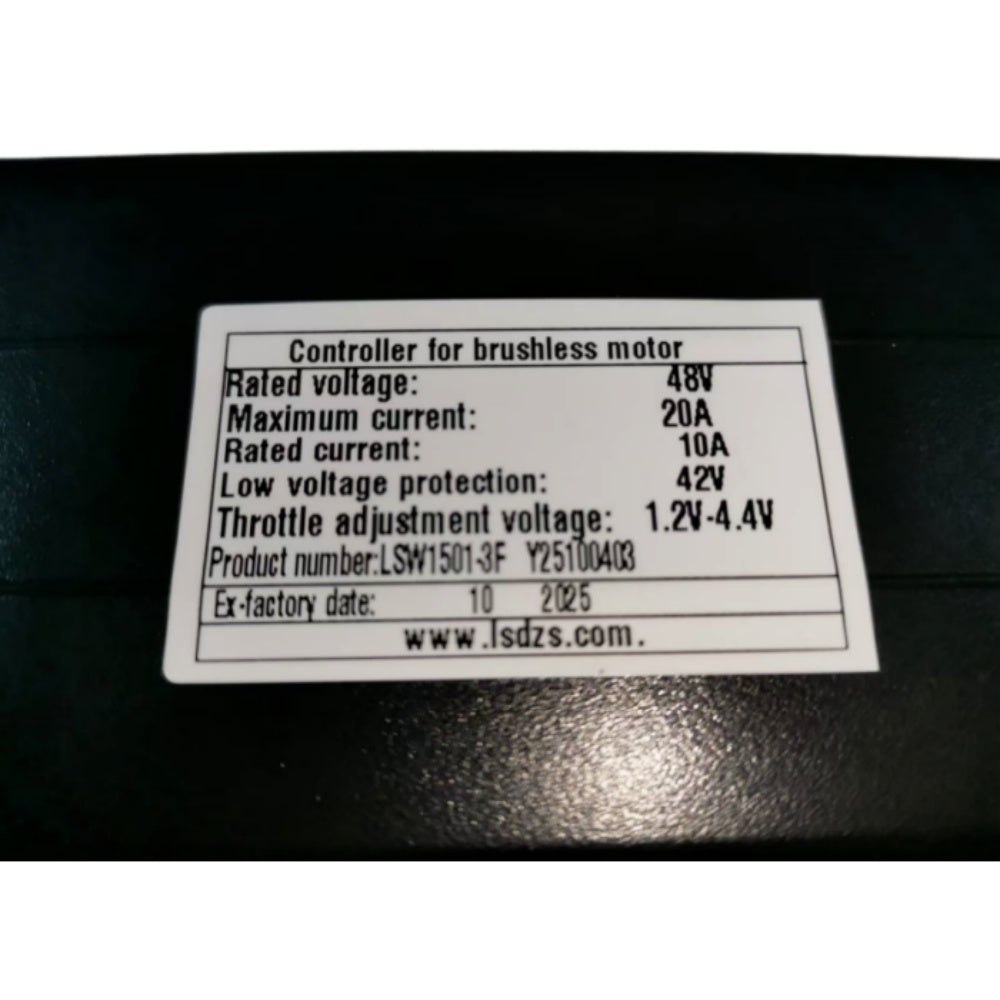 Controller for brushless motor
Rated voltage: 48V
Maximum current: 20A
Rated current: 10A
Low voltage protection: 42V
Throttle adjustment voltage: 1.2V-4.4V
Product number:LSW1501-3F Y25100403
Ex-factory date: 10 2025
www.lsdzs.com.